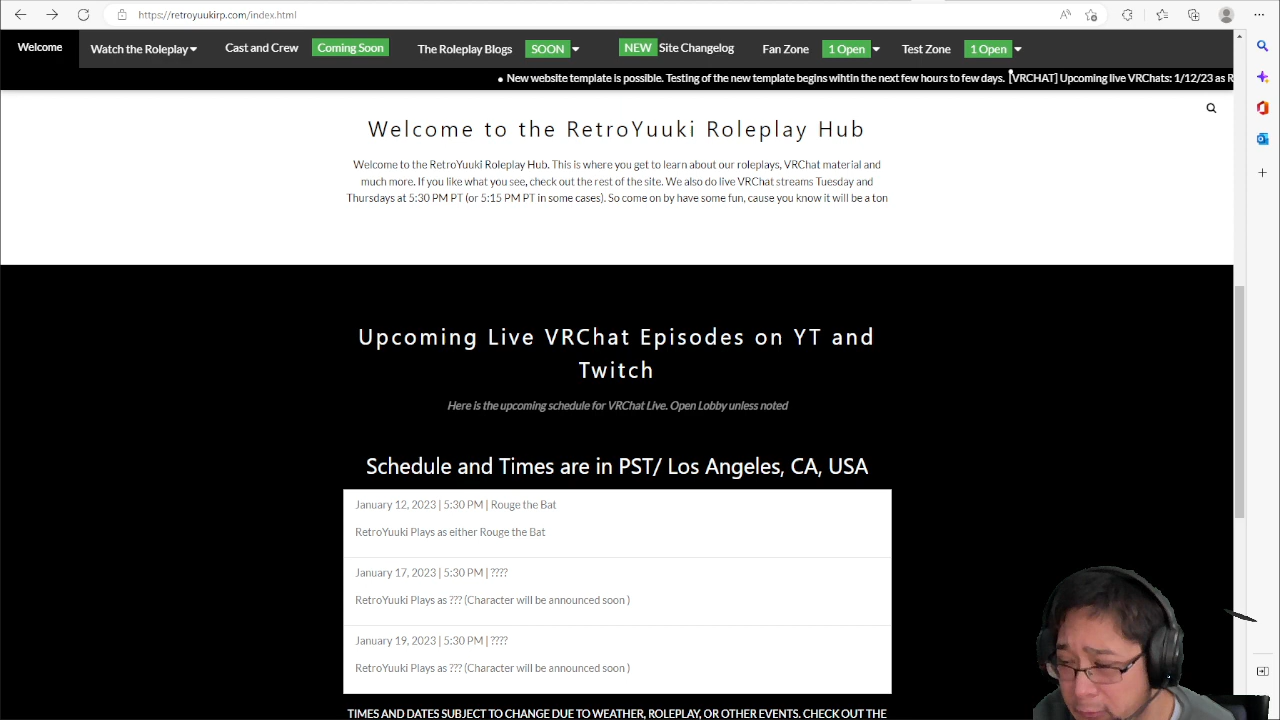 https://retroyuukirp.com/index.html
Welcome Watch the Roleplay Cast and Crew Coming Soon The Roleplay Blogs SOON NEW Site Changelog Fan Zone 1 Open Test Zone 1 Open
• New website template is possible. Testing of the new template begins wihtin the next few hours to few days. [VRCHAT] Upcoming live VRChats: 1/12/23 as R
Welcome to the RetroYuuki Roleplay Hub
Welcome to the RetroYuuki Roleplay Hub. This is where you get to learn about our roleplays, VRChat material and
much more. If you like what you see, check out the rest of the site. We also do live VRChat streams Tuesday and
Thursdays at 5:30 PM PT (or 5:15 PM PT in some cases). So come on by have some fun, cause you know it will be a ton
Upcoming Live VRChat Episodes on YT and
Twitch
Here is the upcoming schedule for VRChat Live. Open Lobby unless noted
Schedule and Times are in PST/ Los Angeles, CA, USA
January 12, 2023 | 5:30 PM | Rouge the Bat
RetroYuuki Plays as either Rouge the Bat
January 17, 2023 | 5:30 PM | ????
RetroYuuki Plays as ??? (Character will be announced soon )
January 19, 2023 | 5:30 PM | ????
RetroYuuki Plays as ??? (Character will be announced soon )
TIMES AND DATES SUBJECT TO CHANGE DUE TO WEATHER, ROLEPLAY, OR OTHER EVENTS. CHECK OUT THE